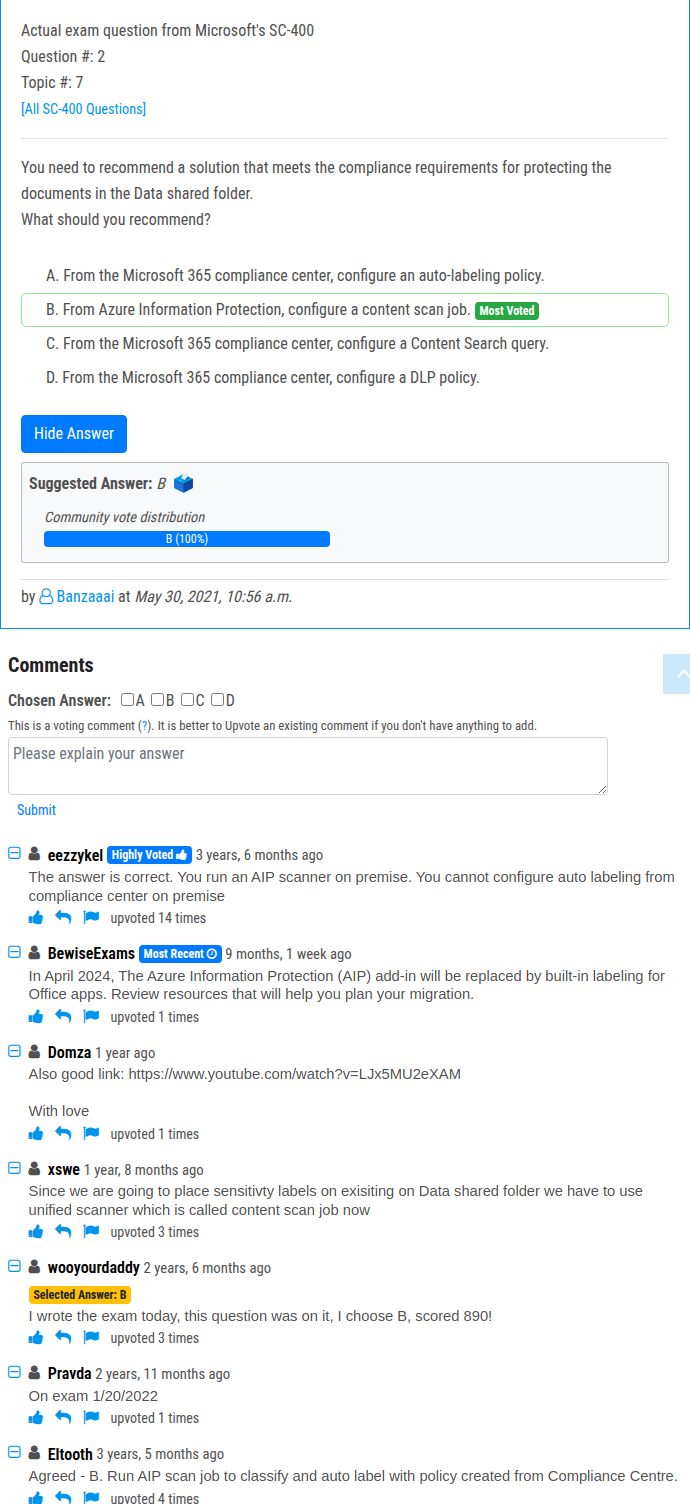 Actual exam question from Microsoft's SC-400
Question #: 2
Topic #: 7
[All SC-400 Questions]
You need to recommend a solution that meets the compliance requirements for protecting the
documents in the Data shared folder.
What should you recommend?
A. From the Microsoft 365 compliance center, configure an auto-labeling policy.
B. From Azure Information Protection, configure a content scan job. Most Voted
C. From the Microsoft 365 compliance center, configure a Content Search query.
D. From the Microsoft 365 compliance center, configure a DLP policy.
Hide Answer
Suggested Answer: B
Community vote distribution
B (100%)
by Banzaaai at May 30, 2021, 10:56 a.m.
Comments
Chosen Answer: A B C D
This is a voting comment (?). It is better to Upvote an existing comment if you don't have anything to add.
Please explain your answer
Submit
eezzykel Highly Voted 3 years, 6 months ago
The answer is correct. You run an AIP scanner on premise. You cannot configure auto labeling from
compliance center on premise
upvoted 14 times
BewiseExams Most Recent 9 months, 1 week ago
In April 2024, The Azure Information Protection (AIP) add-in will be replaced by built-in labeling for
Office apps. Review resources that will help you plan your migration.
upvoted 1 times
Domza 1 year ago
Also good link: https://www.youtube.com/watch?v=LJx5MU2eXAM
With love
upvoted 1 times
xswe 1 year, 8 months ago
Since we are going to place sensitivty labels on exisiting on Data shared folder we have to use
unified scanner which is called content scan job now
upvoted 3 times
wooyourdaddy 2 years, 6 months ago
Selected Answer: B
I wrote the exam today, this question was on it, I choose B, scored 890!
upvoted 3 times
Pravda 2 years, 11 months ago
On exam 1/20/2022
upvoted 1 times
Eltooth 3 years, 5 months ago
Agreed - B. Run AIP scan job to classify and auto label with policy created from Compliance Centre.
upvoted 4 times